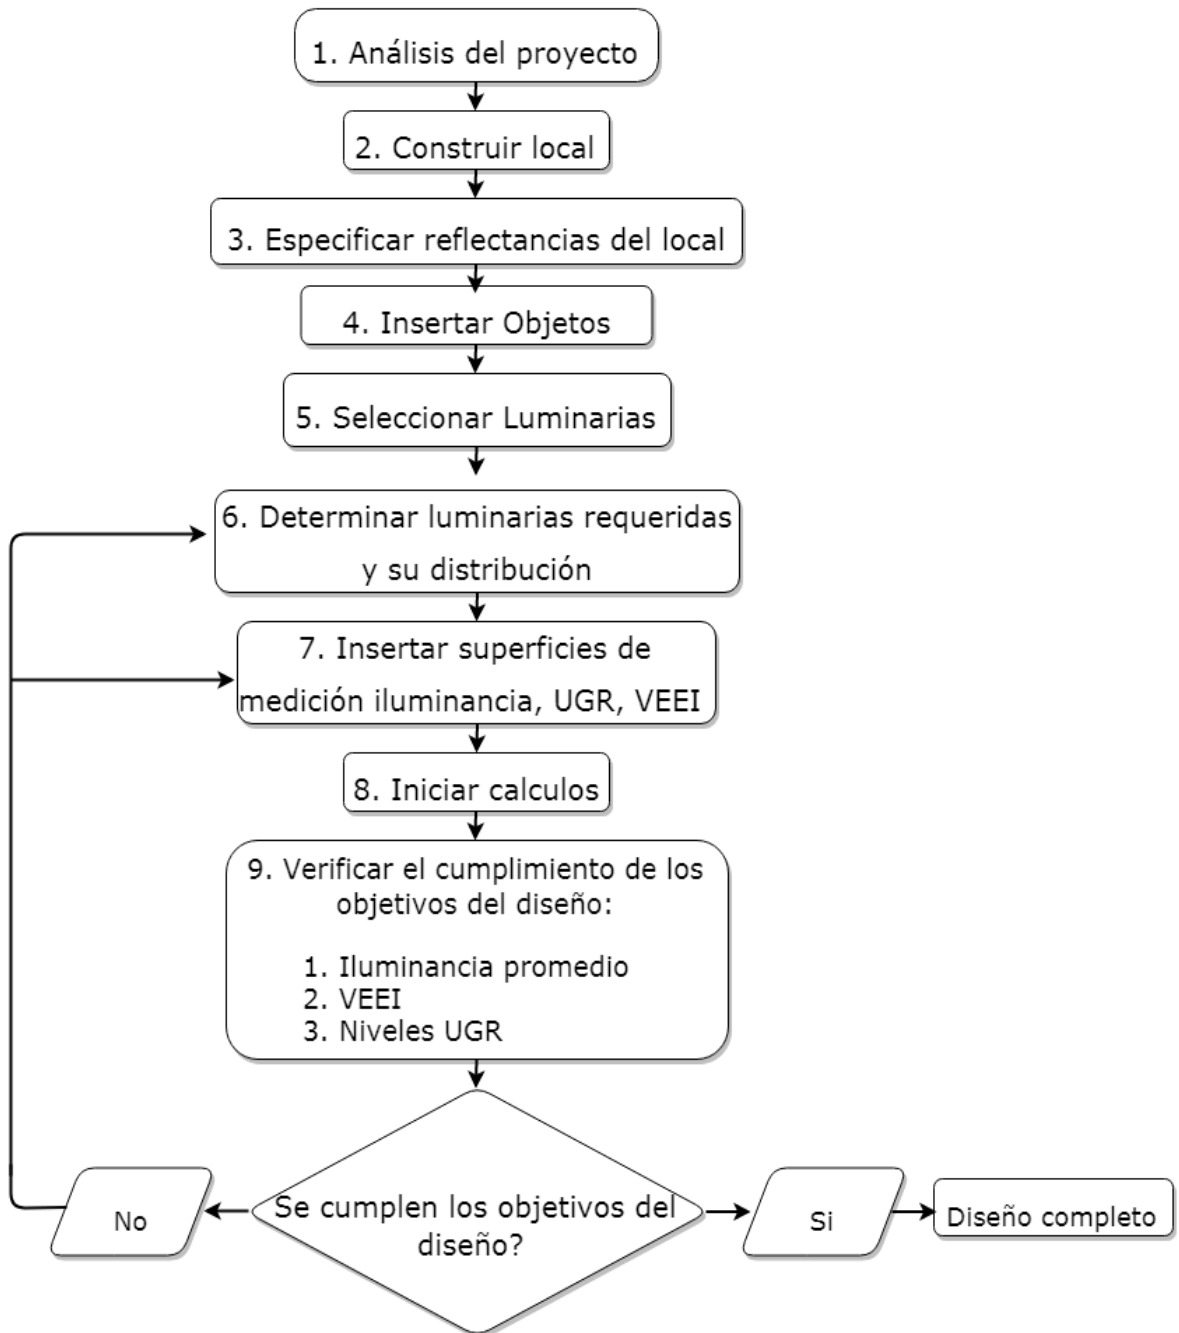 1. Análisis del proyecto
2. Construir local
3. Especificar reflectancias del local
4. Insertar Objetos
5. Seleccionar Luminarias
6. Determinar luminarias requeridas
y su distribución
7. Insertar superficies de
medición iluminancia, UGR, VEEI
8. Iniciar calculos
9. Verificar el cumplimiento de los
objetivos del diseño:
1. Iluminancia promedio
2. VEEI
3. Niveles UGR
Se cumplen los objetivos del
diseño?
No
Si
Diseño completo